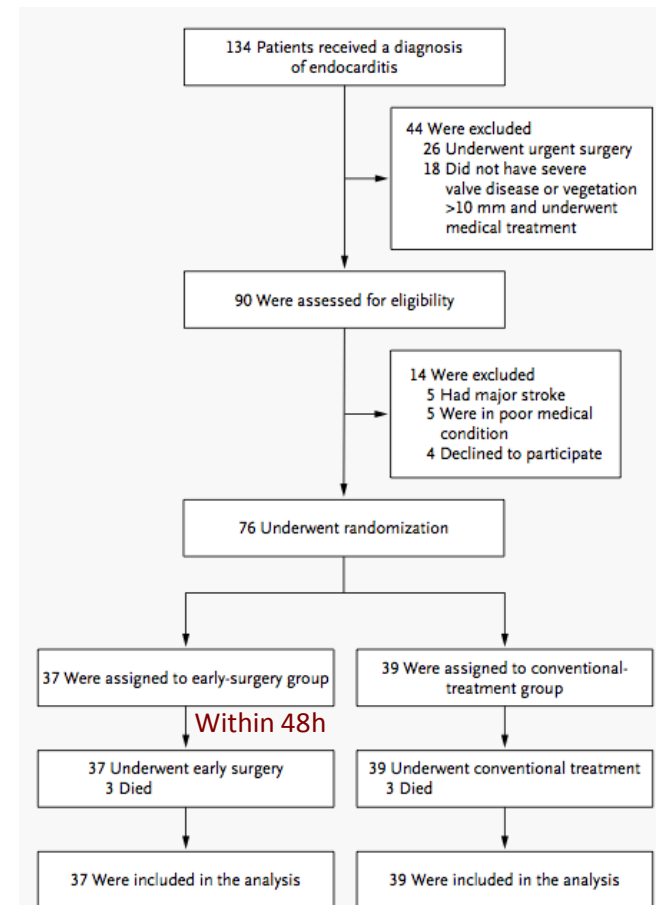 134 Patients received a diagnosis
of endocarditis
44 Were excluded
26 Underwent urgent surgery
18 Did not have severe
valve disease or vegetation
>10 mm and underwent
medical treatment
90 Were assessed for eligibility
14 Were excluded
5 Had major stroke
5 Were in poor medical
condition
4 Declined to participate
76 Underwent randomization
37 Were assigned to early-surgery group
39 Were assigned to conventional-
treatment group
Within 48h
37 Underwent early surgery
3 Died
39 Underwent conventional treatment
3 Died
37 Were included in the analysis
39 Were included in the analysis